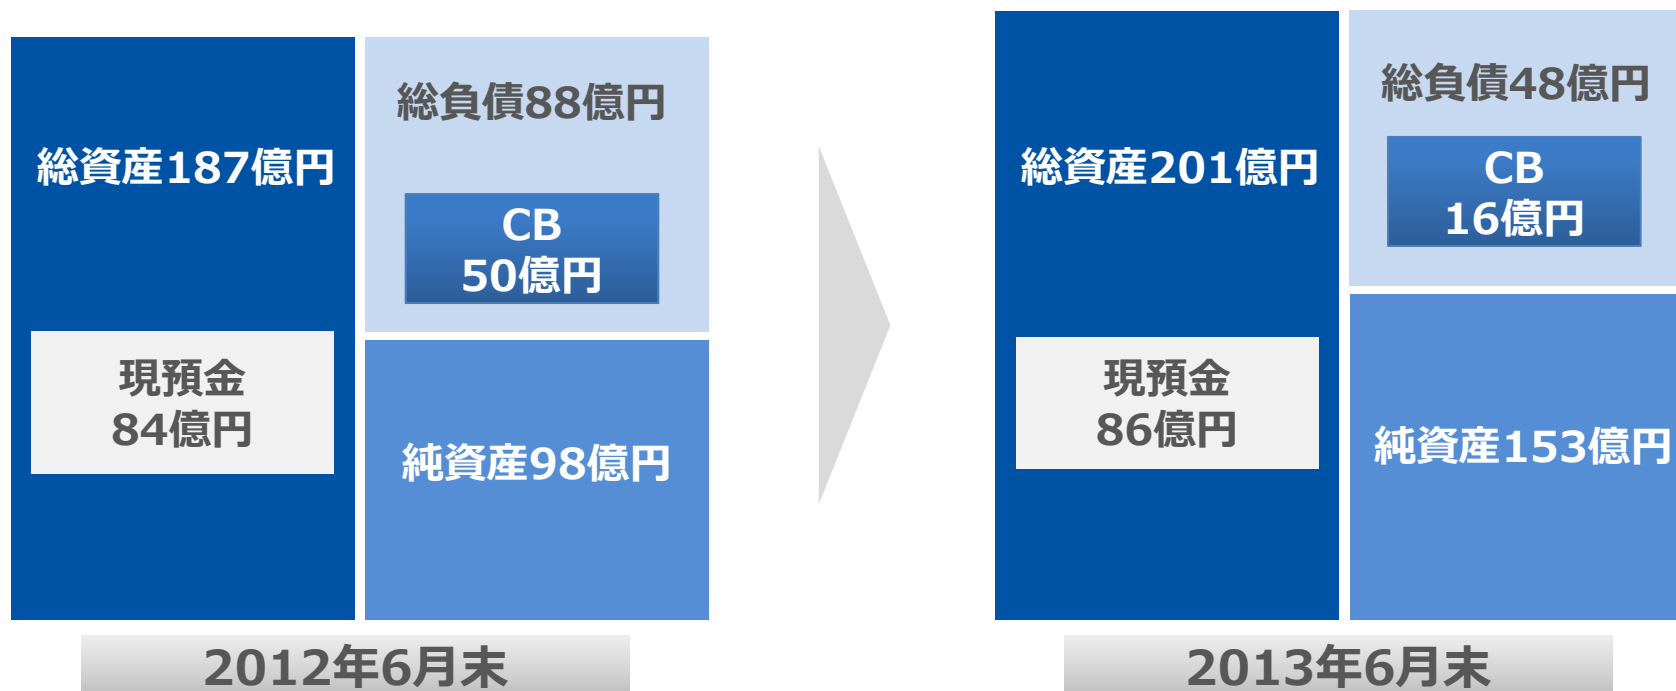 総資産187億円
現預金
84億円
総負債88億円
CB
50億円
純資産98億円
2012年6月末
総資産201億円
現預金
86億円
総負債48億円
CB
16億円
純資産153億円
2013年6月末